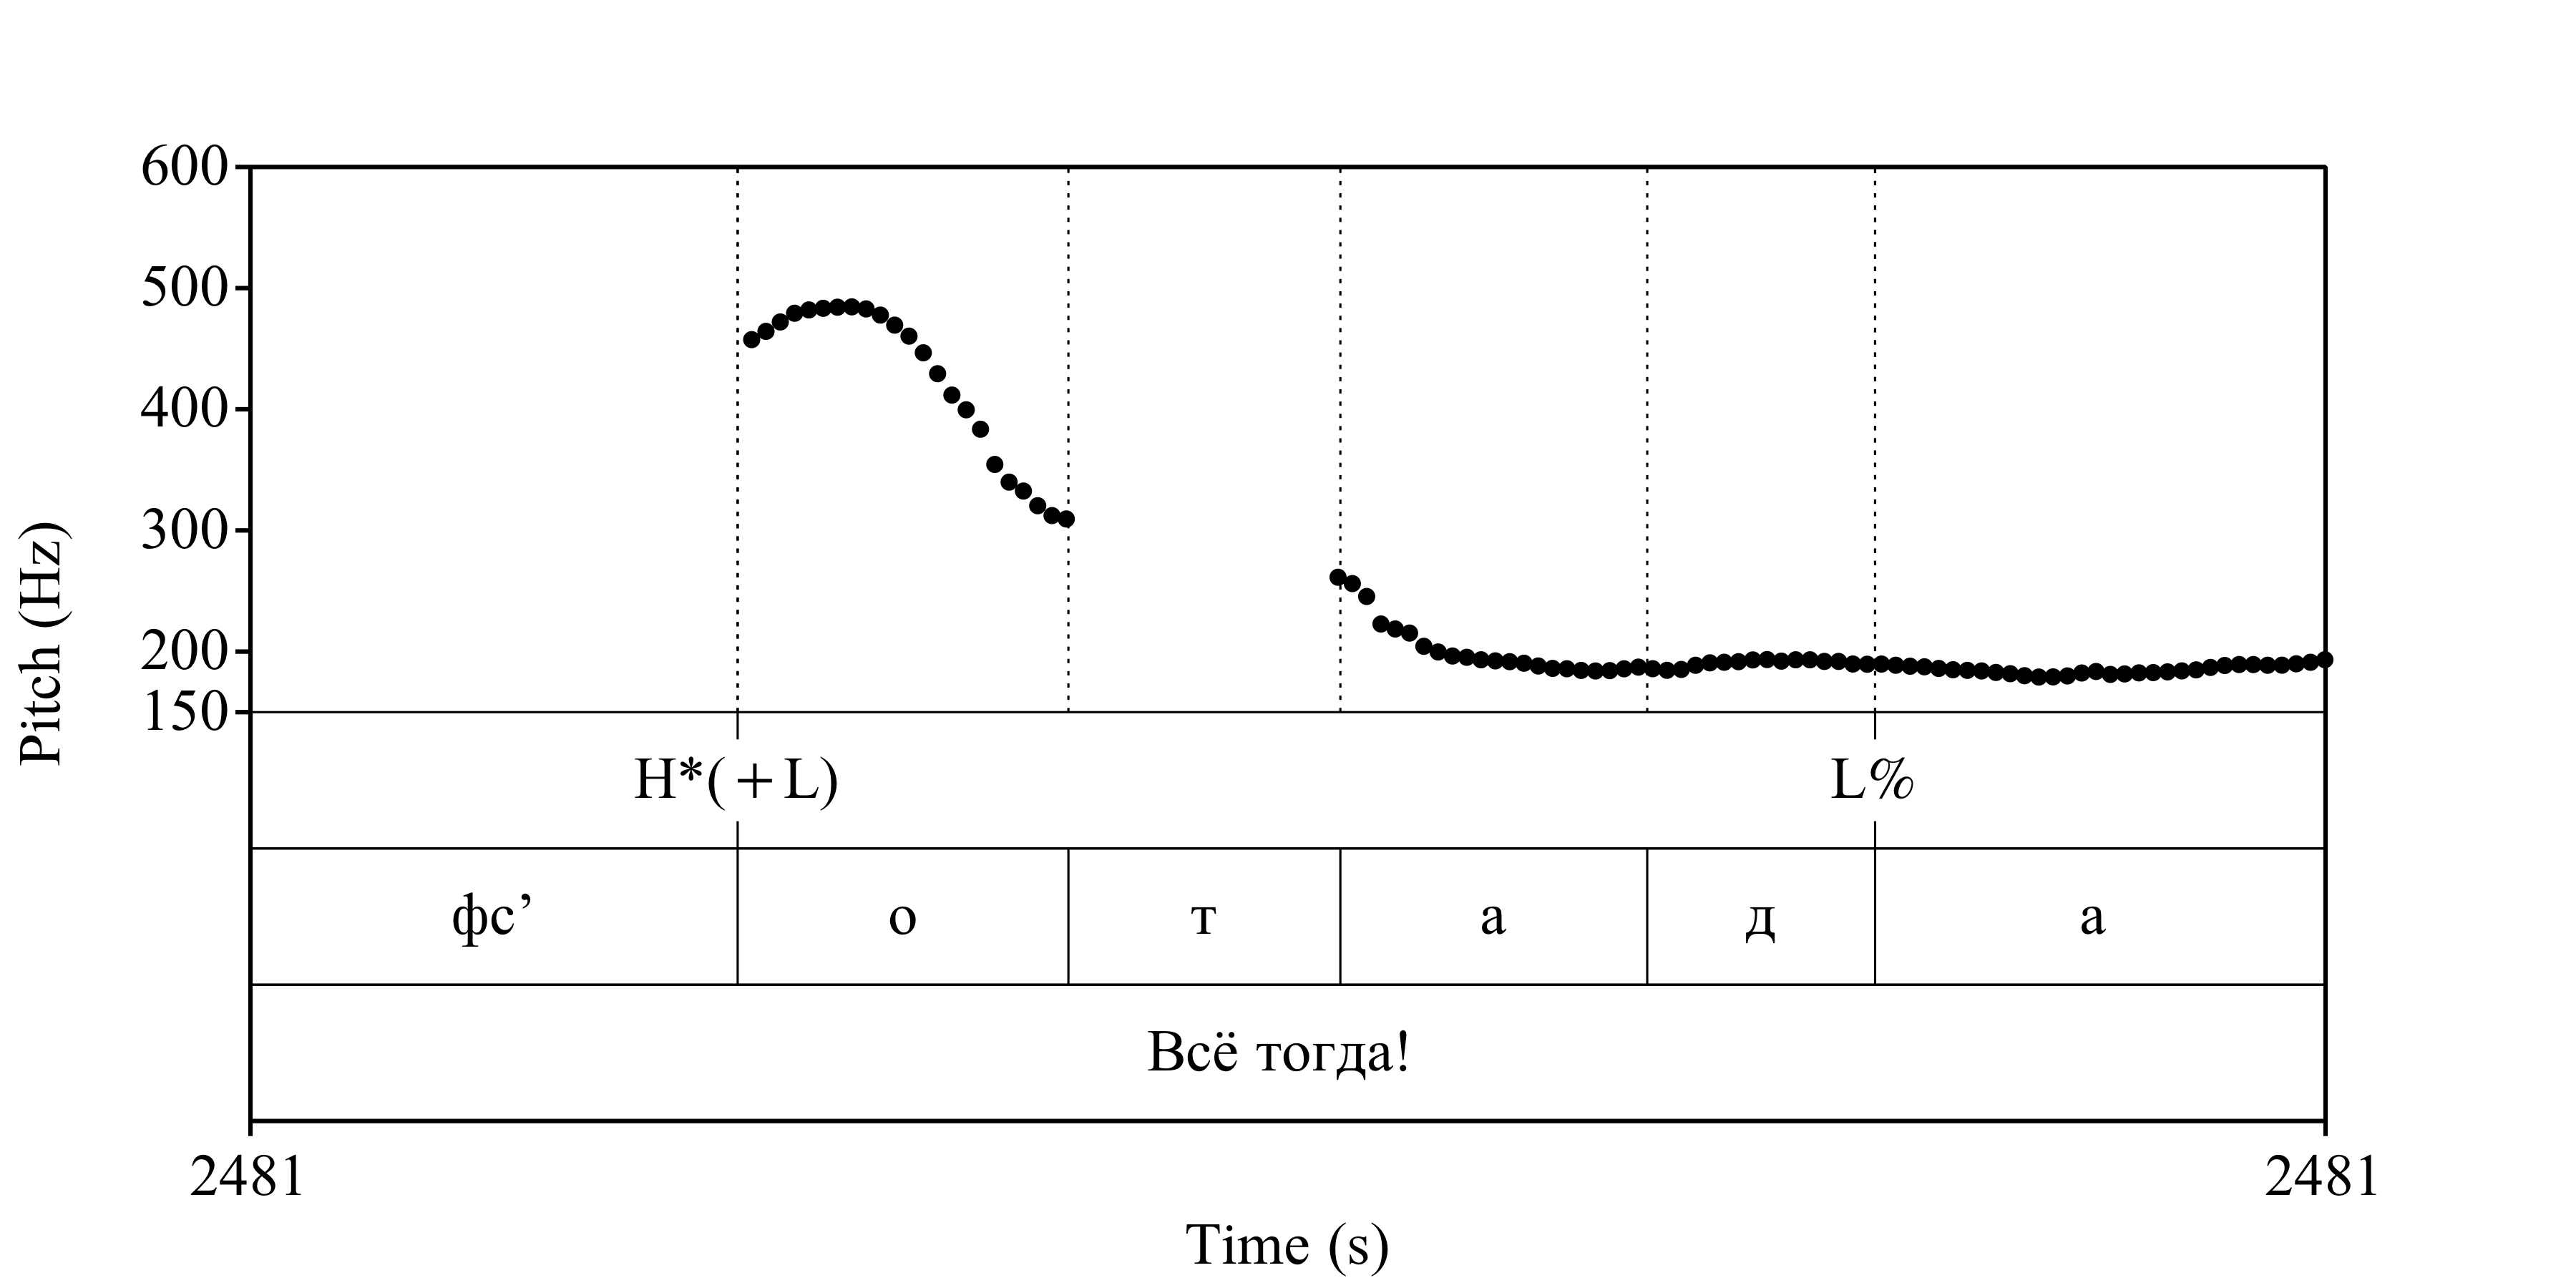 600
500
400
300
200
150
Pitch (Hz)
H*(+L) L%
фс’ о т а д а
Всё тогда!
2481 2481
Time (s)